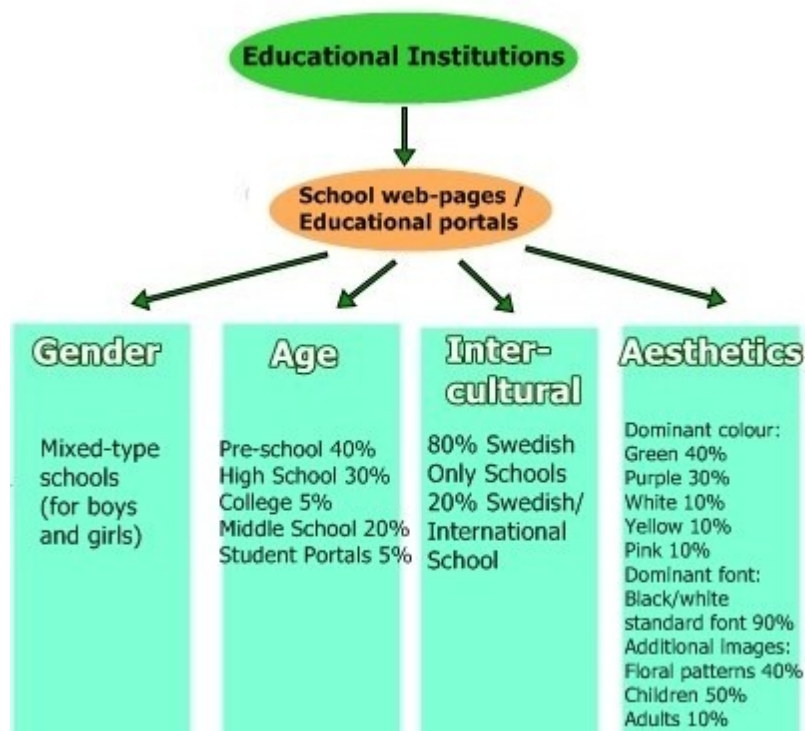 Educational Institutions
School web-pages /
Educational portals
Gender
Mixed-type
schools
(for boys
and girls)
Age
Pre-school 40%
High School 30%
College 5%
Middle School 20%
Student Portals 5%
Inter-
cultural
80% Swedish
Only Schools
20% Swedish/
International
School
Aesthetics
Dominant colour:
Green 40%
Purple 30%
White 10%
Yellow 10%
Pink 10%
Dominant font:
Black/white
standard font 90%
Additional images:
Floral patterns 40%
Children 50%
Adults 10%